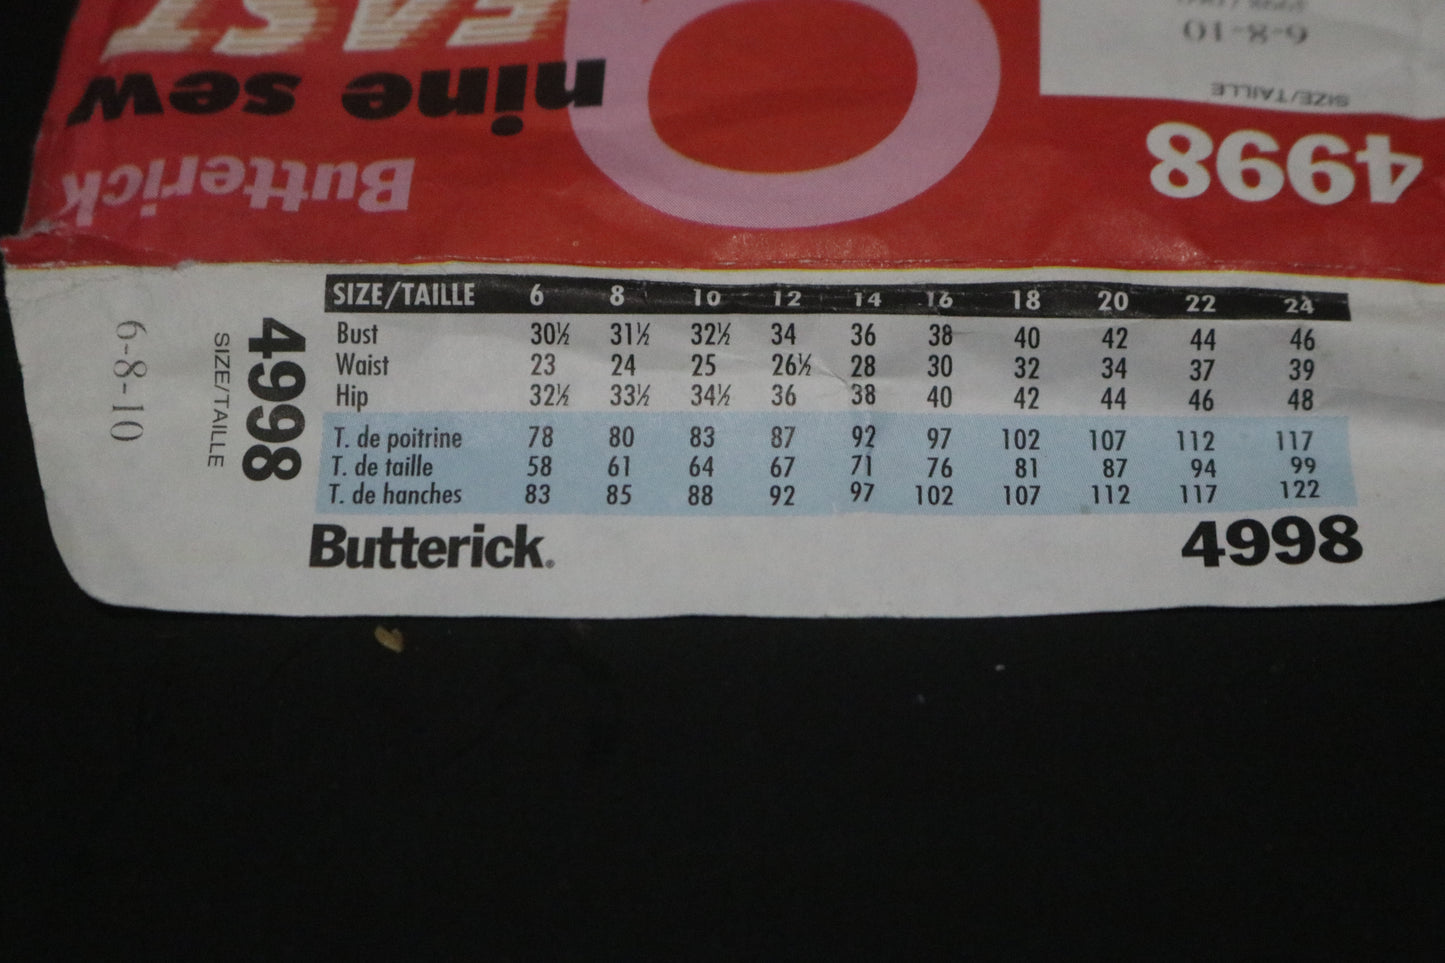 FAST
nine sew
Butterick
6-8-10
SIZE/TAILLE
4998
6-8-10
SIZE/TAILLE
4998
SIZE/TAILLE 6 8 10 12 14 16 18 20 22 24
Bust 30½ 31½ 32½ 34 36 38 40 42 44 46
Waist 23 24 25 26½ 28 30 32 34 37 39
Hip 32½ 33½ 34½ 36 38 40 42 44 46 48
T. de poitrine 78 80 83 87 92 97 102 107 112 117
T. de taille 58 61 64 67 71 76 81 87 94 99
T. de hanches 83 85 88 92 97 102 107 112 117 122
Butterick.
4998